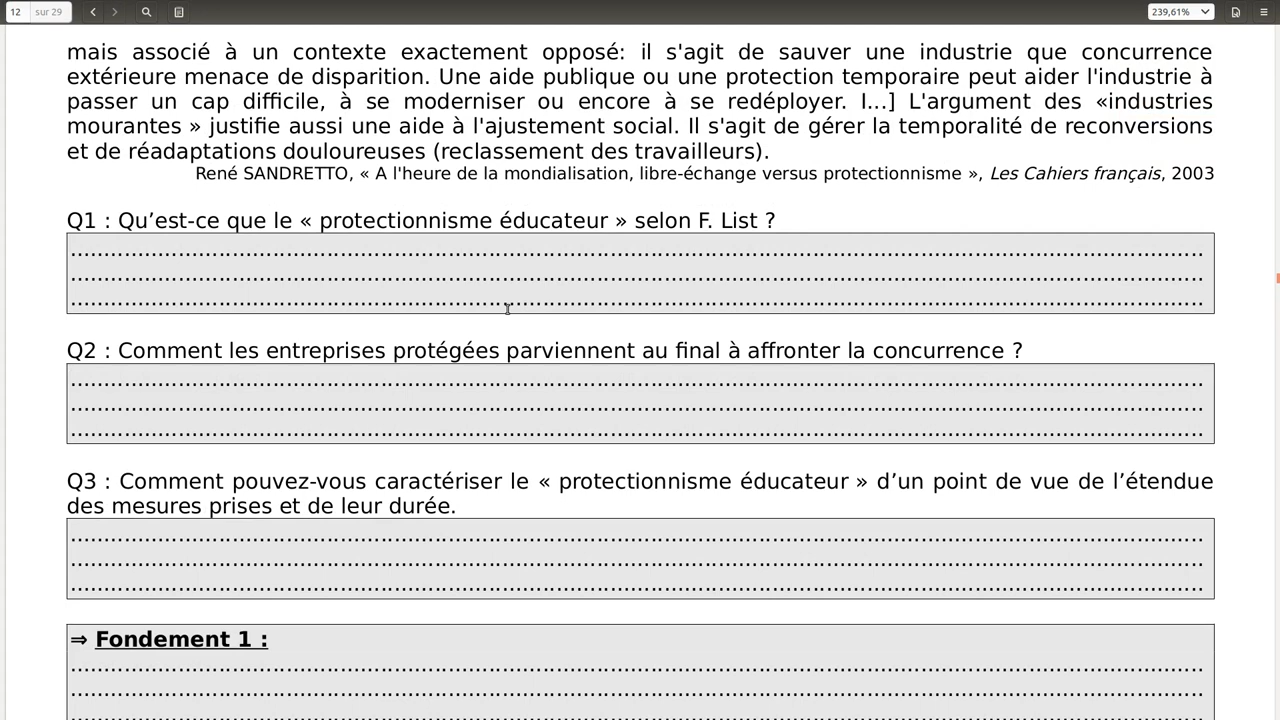 12 sur 29 239,61%
mais associé à un contexte exactement opposé: il s'agit de sauver une industrie que concurrence
extérieure menace de disparition. Une aide publique ou une protection temporaire peut aider l'industrie à
passer un cap difficile, à se moderniser ou encore à se redéployer. I...] L'argument des «industries
mourantes » justifie aussi une aide à l'ajustement social. Il s'agit de gérer la temporalité de reconversions
et de réadaptations douloureuses (reclassement des travailleurs).
René SANDRETTO, « A l'heure de la mondialisation, libre-échange versus protectionnisme », Les Cahiers français, 2003
Q1 : Qu’est-ce que le « protectionnisme éducateur » selon F. List ?
Q2 : Comment les entreprises protégées parviennent au final à affronter la concurrence ?
Q3 : Comment pouvez-vous caractériser le « protectionnisme éducateur » d’un point de vue de l’étendue
des mesures prises et de leur durée.
⇒ Fondement 1 :